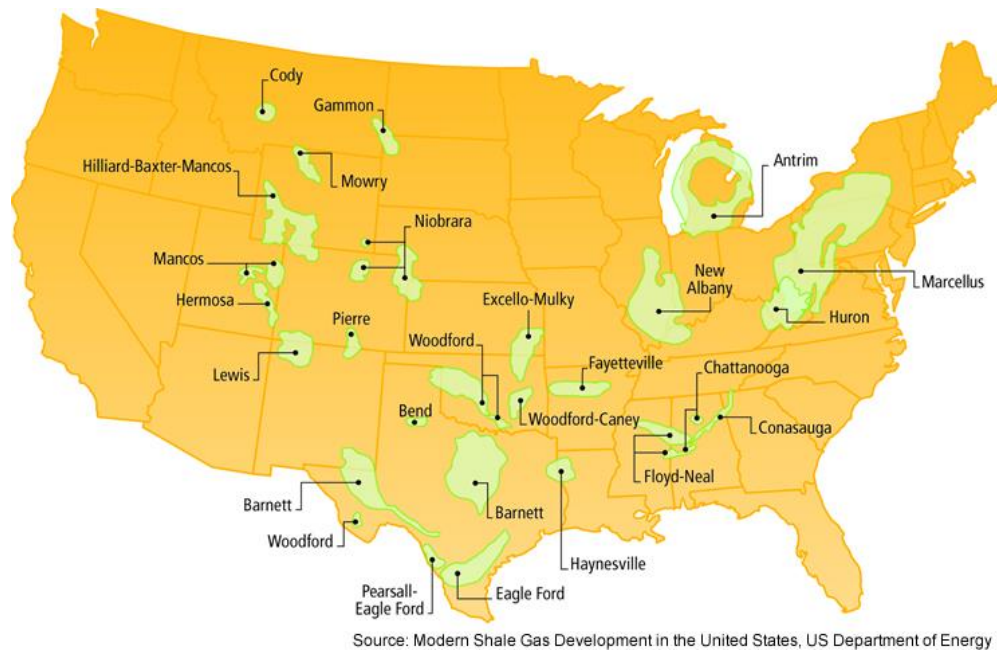 Cody
Gammon
Hilliard-Baxter-Mancos
Mowry
Antrim
Niobrara
Mancos
New
Albany
Marcellus
Hermosa
Excello-Mulky
Pierre
Huron
Woodford
Fayetteville
Chattanooga
Lewis
Bend
Woodford-Caney
Conasauga
Floyd-Neal
Barnett
Barnett
Woodford
Haynesville
Pearsall-
Eagle Ford
Eagle Ford
Source: Modern Shale Gas Development in the United States, US Department of Energy